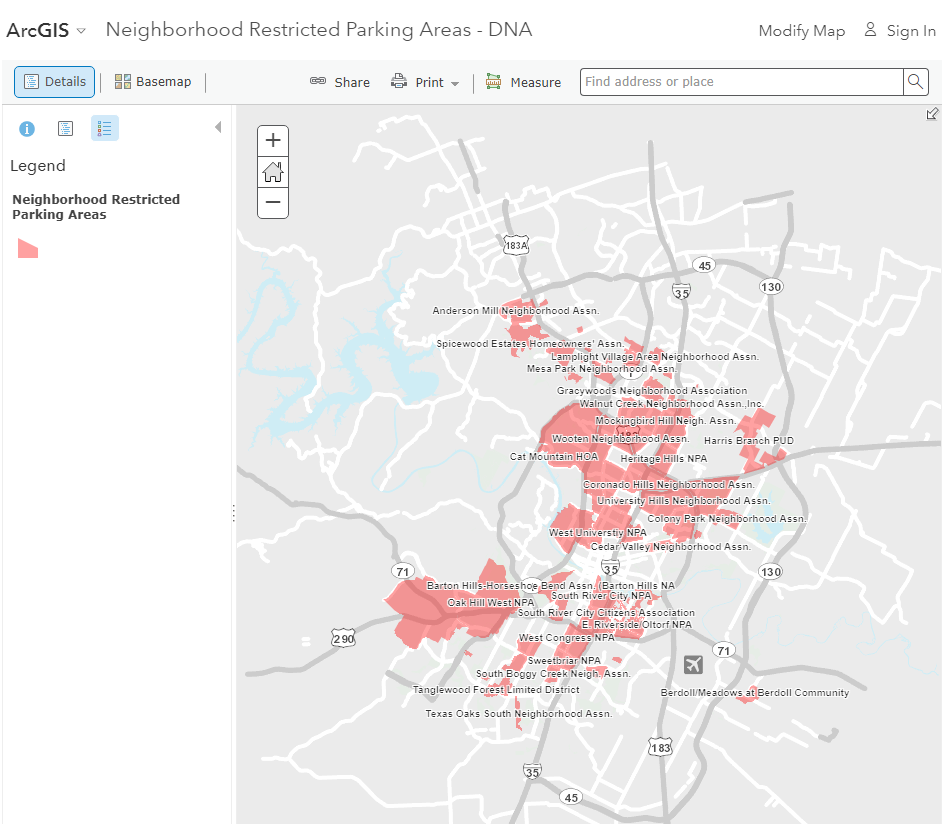 ArcGIS Neighborhood Restricted Parking Areas - DNA Modify Map Sign In
Details Basemap Share Print Measure Find address or place
Legend
Neighborhood Restricted
Parking Areas
+
−
183A
45
130
35
Anderson Mill Neighborhood Assn.
Spicewood Estates Homeowners' Assn.
Lamplight Village Area Neighborhood Assn.
Mesa Park Neighborhood Assn.
1
Gracywoods Neighborhood Association
Walnut Creek Neighborhood Assn.,Inc.
Mockingbird Hill Neigh. Assn.
183
Wooten Neighborhood Assn.
Harris Branch PUD
Cat Mountain HOA
Heritage Hills NPA
Coronado Hills Neighborhood Assn.
University Hills Neighborhood Assn.
Colony Park Neighborhood Assn.
West Universtiy NPA
Cedar Valley Neighborhood Assn.
35
71
130
Barton Hills-Horseshoe Bend Assn. (Barton Hills NA
South River City NPA
Oak Hill West NPA
South River City Citizens Association
E. Riverside/Oltorf NPA
290
West Congress NPA
71
Sweetbriar NPA
South Boggy Creek Neigh. Assn.
Tanglewood Forest Limited District
Berdoll/Meadows at Berdoll Community
Texas Oaks South Neighborhood Assn.
183
35
45